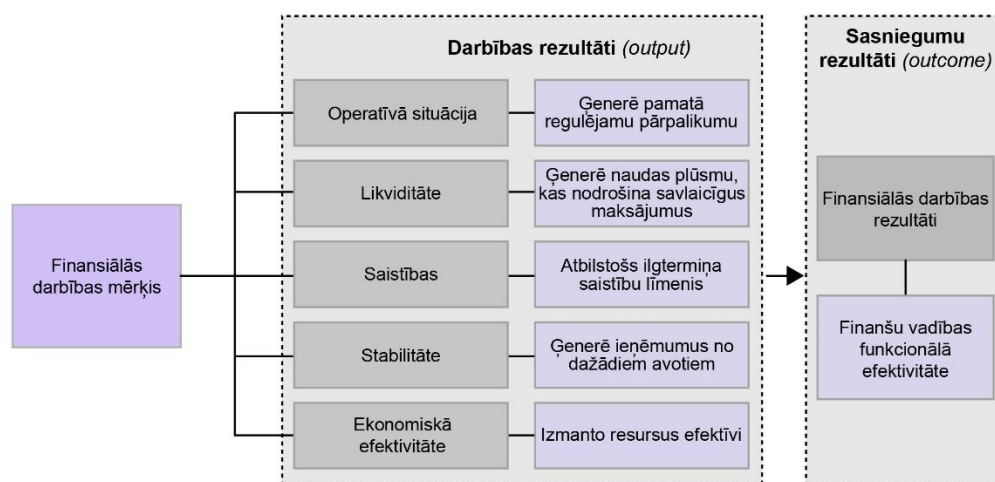 Darbības rezultāti (output)
Sasniegumu
rezultāti (outcome)
Finansiālās
darbības mērķis
Operatīvā situācija
Ģenerē pamatā
regulējamu pārpalikumu
Likviditāte
Ģenerē naudas plūsmu,
kas nodrošina savlaicīgus
maksājumus
Saistības
Atbilstošs ilgtermiņa
saistību līmenis
Stabilitāte
Ģenerē ieņēmumus no
dažādiem avotiem
Ekonomiskā
efektivitāte
Izmanto resursus efektīvi
Finansiālās darbības
rezultāti
Finanšu vadības
funkcionālā
efektivitāte